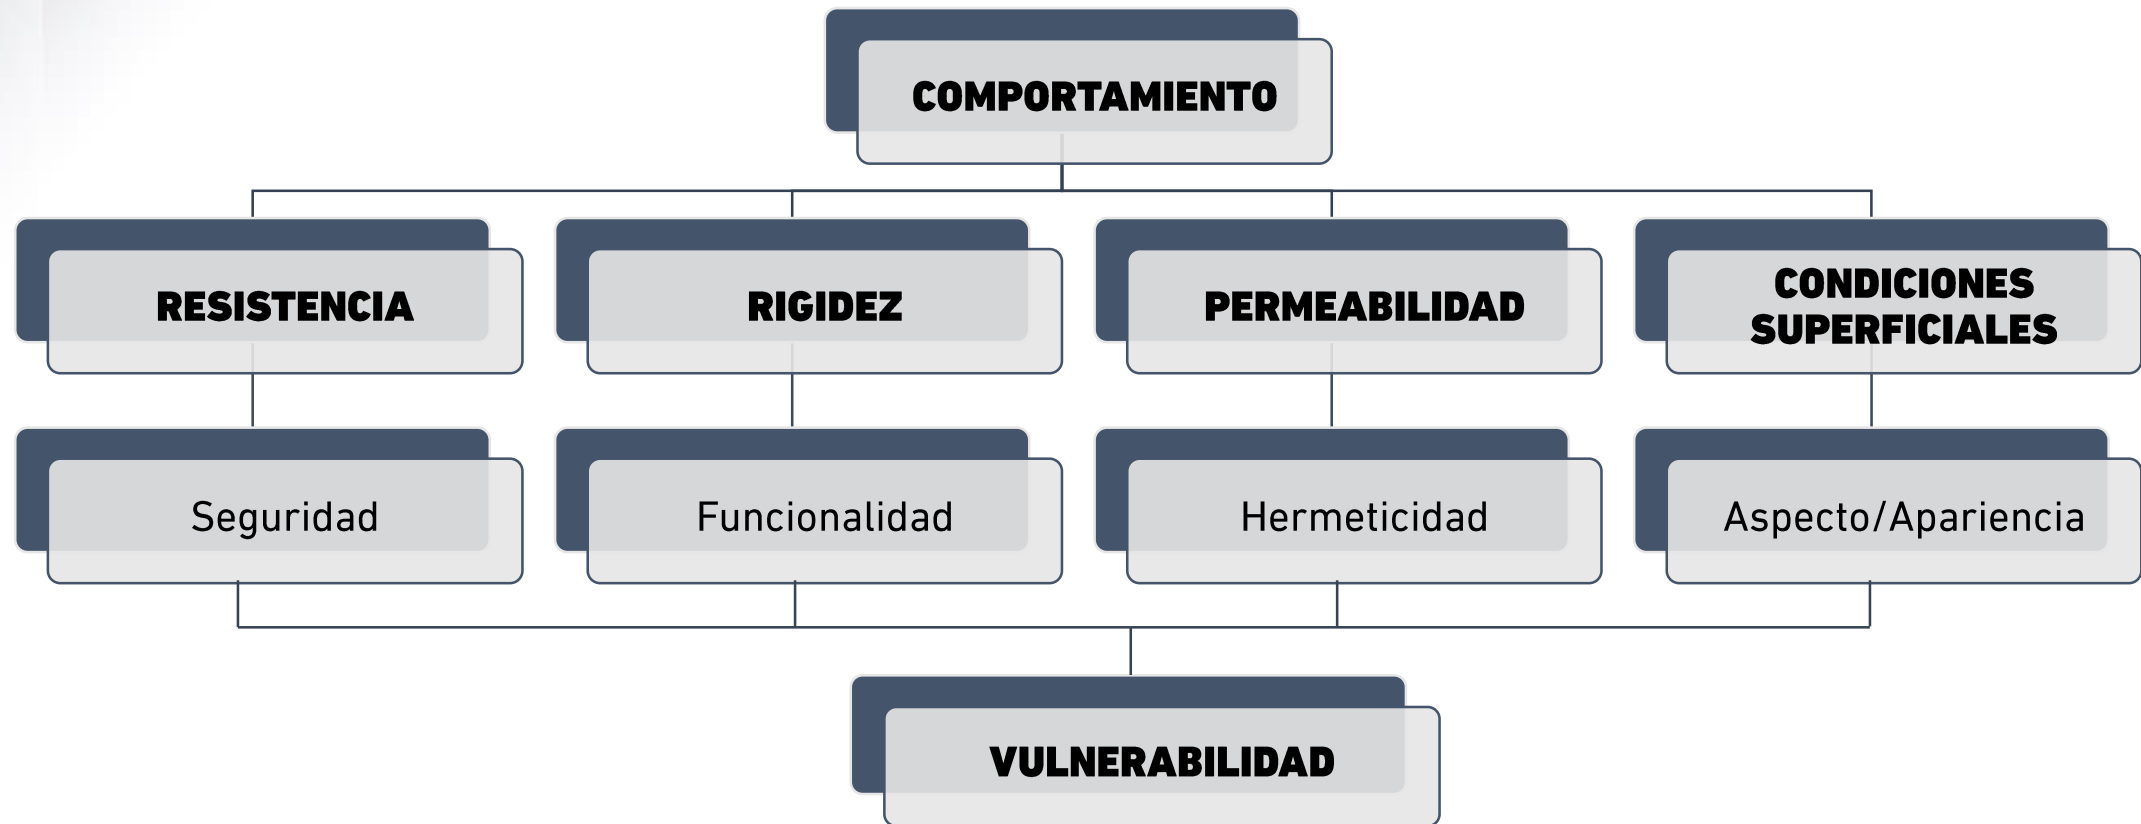 COMPORTAMIENTO
RESISTENCIA
RIGIDEZ
PERMEABILIDAD
CONDICIONES
SUPERFICIALES
Seguridad
Funcionalidad
Hermeticidad
Aspecto/Apariencia
VULNERABILIDAD